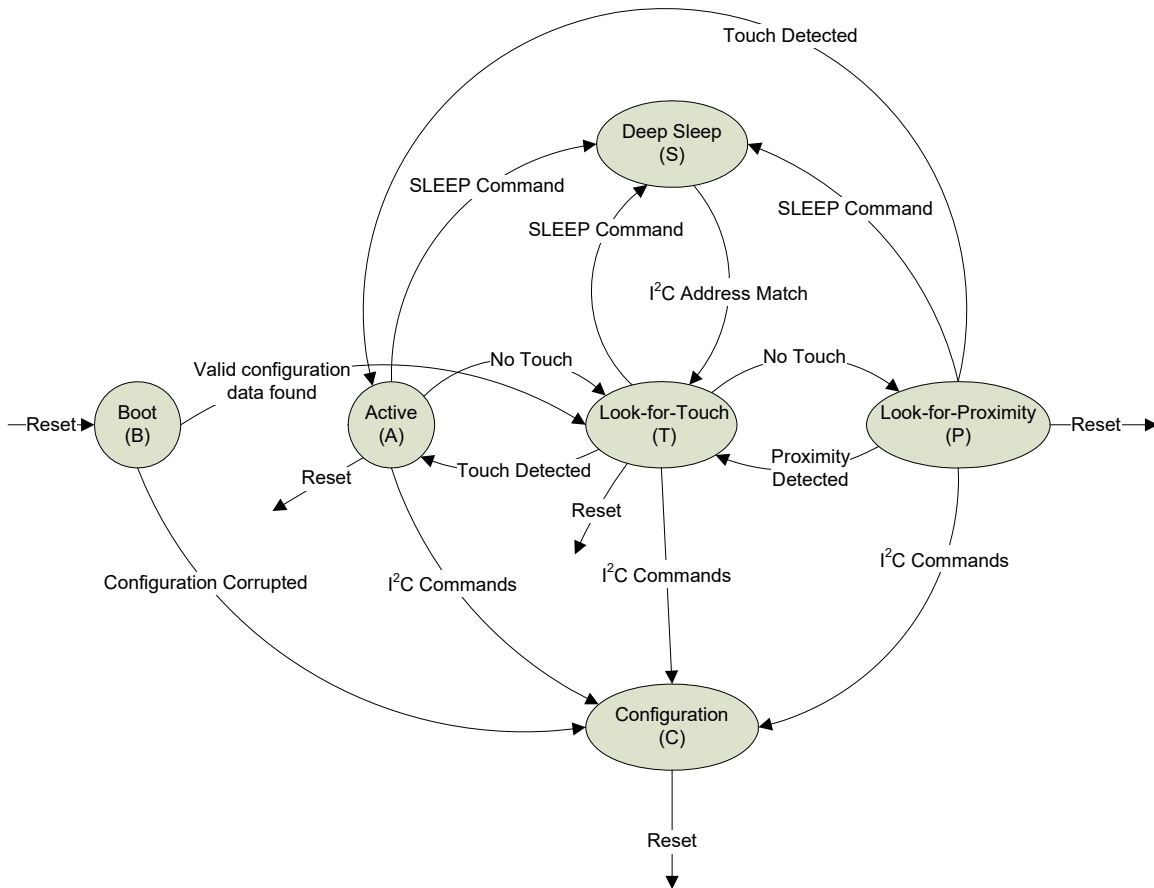 Touch Detected
Deep Sleep
(S)
SLEEP Command
SLEEP Command
SLEEP Command
I²C Address Match
Valid configuration
data found
No Touch
No Touch
Reset
Boot
(B)
Active
(A)
Look-for-Touch
(T)
Look-for-Proximity
(P)
Reset
Reset
Touch Detected
Proximity
Detected
Reset
Configuration Corrupted
I²C Commands
I²C Commands
I²C Commands
Configuration
(C)
Reset